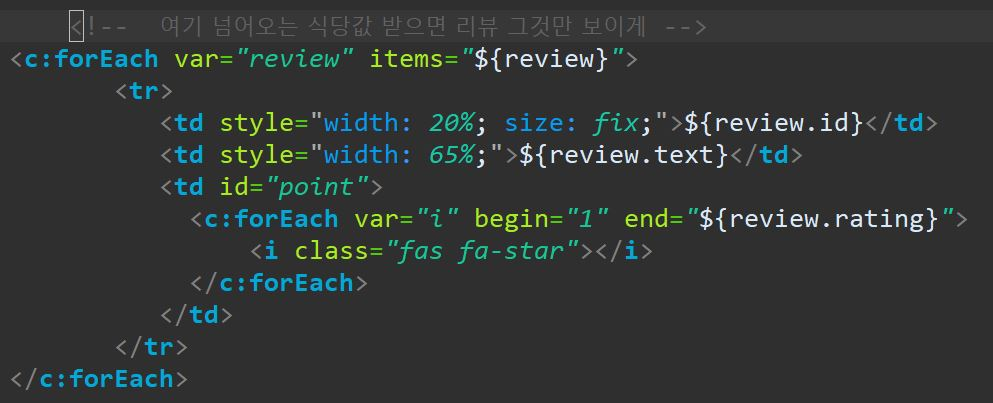 <!--  여기 넘어오는 식당값 받으면 리뷰 그것만 보이게 -->
<c:forEach var="review" items="${review}">
<tr>
<td style="width: 20%; size: fix;">${review.id}</td>
<td style="width: 65%;">${review.text}</td>
<td id="point">
<c:forEach var="i" begin="1" end="${review.rating}">
<i class="fas fa-star"></i>
</c:forEach>
</td>
</tr>
</c:forEach>